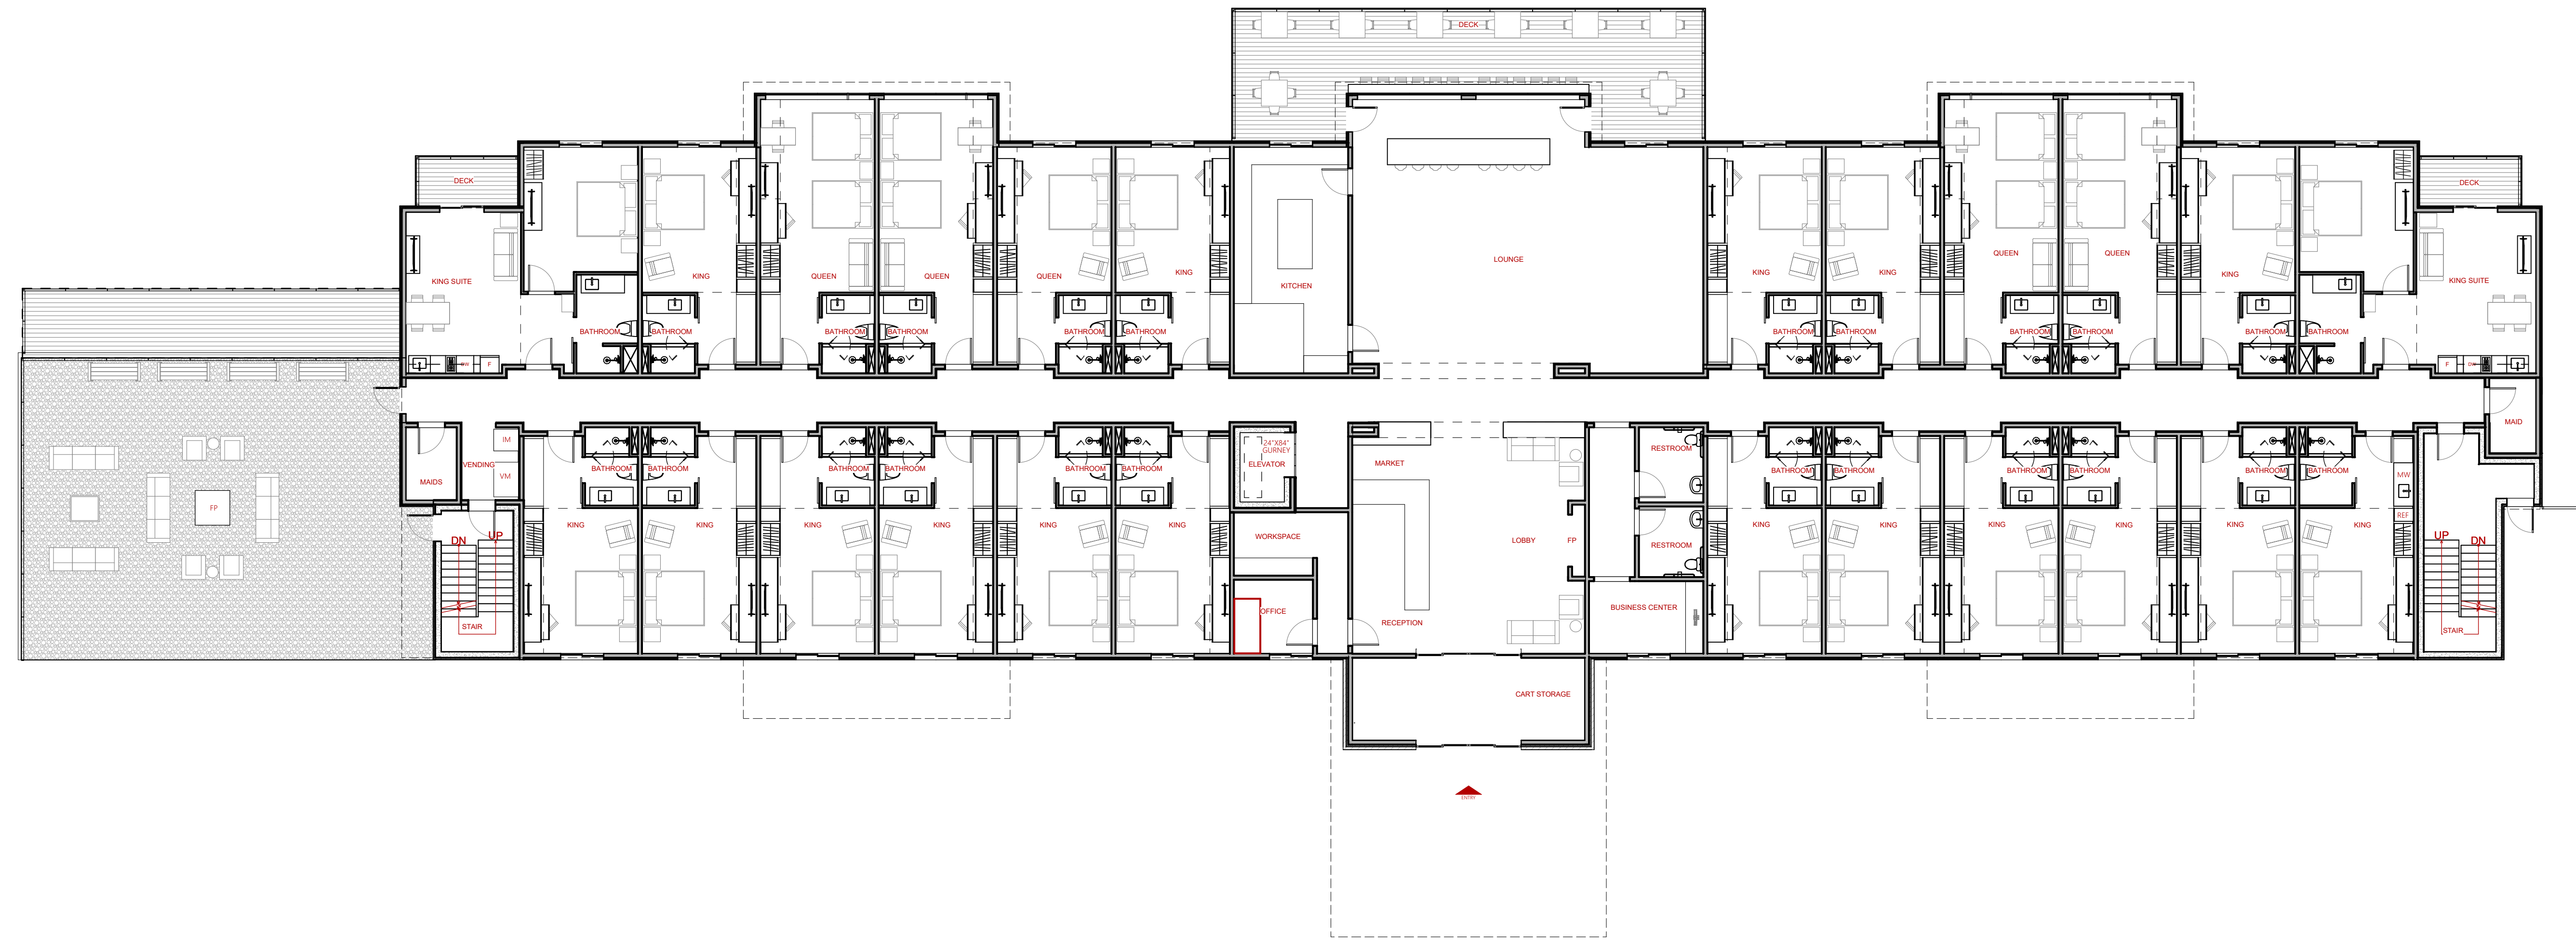 DECK
DECK
DECK
KING SUITE
KING
QUEEN
QUEEN
QUEEN
KING
KITCHEN
LOUNGE
KING
KING
QUEEN
QUEEN
KING
KING SUITE
BATHROOM
BATHROOM
BATHROOM
BATHROOM
BATHROOM
BATHROOM
BATHROOM
BATHROOM
BATHROOM
BATHROOM
BATHROOM
BATHROOM
DW
F
F
DW
MAID
IM
VENDING
VM
MAIDS
BATHROOM
BATHROOM
BATHROOM
BATHROOM
BATHROOM
BATHROOM
24"X84"
GURNEY
ELEVATOR
MARKET
RESTROOM
BATHROOM
BATHROOM
BATHROOM
BATHROOM
BATHROOM
BATHROOM
MW
REF
FP
KING
KING
KING
KING
KING
KING
WORKSPACE
LOBBY
FP
RESTROOM
KING
KING
KING
KING
KING
KING
DN
UP
UP
DN
STAIR
OFFICE
RECEPTION
BUSINESS CENTER
STAIR
CART STORAGE
ENTRY